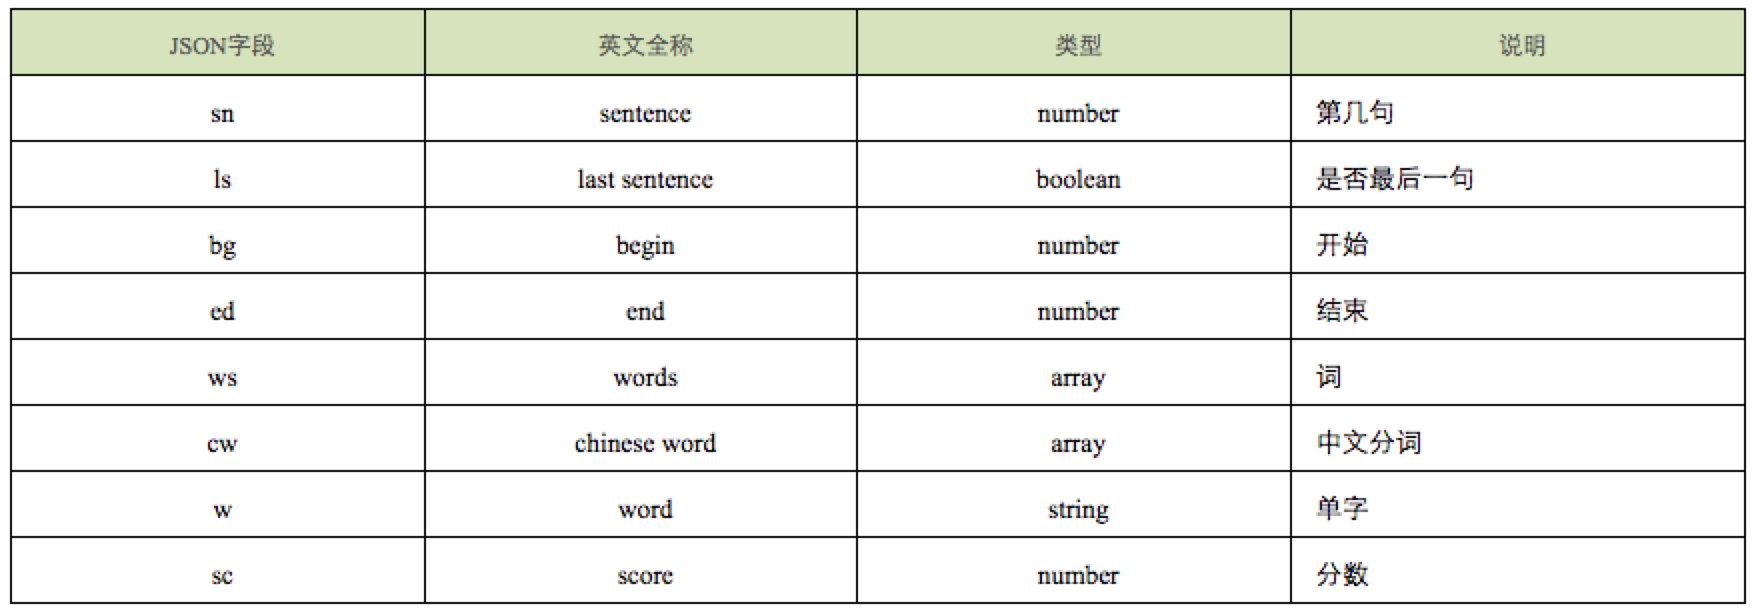 JSON字段 英文全称 类型 说明
sn sentence number 第几句
ls last sentence boolean 是否最后一句
bg begin number 开始
ed end number 结束
ws words array 词
cw chinese word array 中文分词
w word string 单字
sc score number 分数